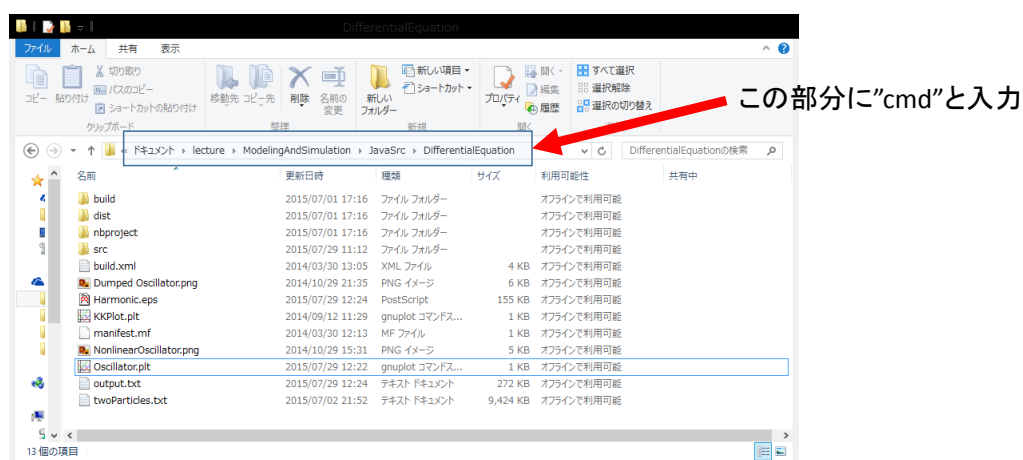 DifferentialEquation
ファイル ホーム 共有 表示
コピー 貼り付け 切り取り パスのコピー ショートカットの貼り付け
移動先 コピー先 削除 名前の変更
新しいフォルダー 新しい項目 ショートカット
プロパティ 開く 編集 履歴
すべて選択 選択解除 選択の切り替え
クリップボード 整理 新規 開く
この部分に”cmd”と入力
« ドキュメント lecture ModelingAndSimulation JavaSrc DifferentialEquation DifferentialEquationの検索
名前 更新日時 種類 サイズ 利用可能性 共有中
build 2015/07/01 17:16 ファイル フォルダー オフラインで利用可能
dist 2015/07/01 17:16 ファイル フォルダー オフラインで利用可能
nbproject 2015/07/01 17:16 ファイル フォルダー オフラインで利用可能
src 2015/07/29 11:12 ファイル フォルダー オフラインで利用可能
build.xml 2014/03/30 13:05 XML ファイル 4 KB オフラインで利用可能
Dumped Oscillator.png 2014/10/29 21:35 PNG イメージ 6 KB オフラインで利用可能
Harmonic.eps 2015/07/29 12:24 PostScript 155 KB オフラインで利用可能
KKPlot.plt 2014/09/12 11:29 gnuplot コマンドス... 1 KB オフラインで利用可能
manifest.mf 2014/03/30 12:13 MF ファイル 1 KB オフラインで利用可能
NonlinearOscillator.png 2014/10/29 15:31 PNG イメージ 5 KB オフラインで利用可能
Oscillator.plt 2015/07/29 12:22 gnuplot コマンドス... 1 KB オフラインで利用可能
output.txt 2015/07/29 12:24 テキスト ドキュメント 272 KB オフラインで利用可能
twoParticles.txt 2015/07/02 21:52 テキスト ドキュメント 9,424 KB オフラインで利用可能
13 個の項目